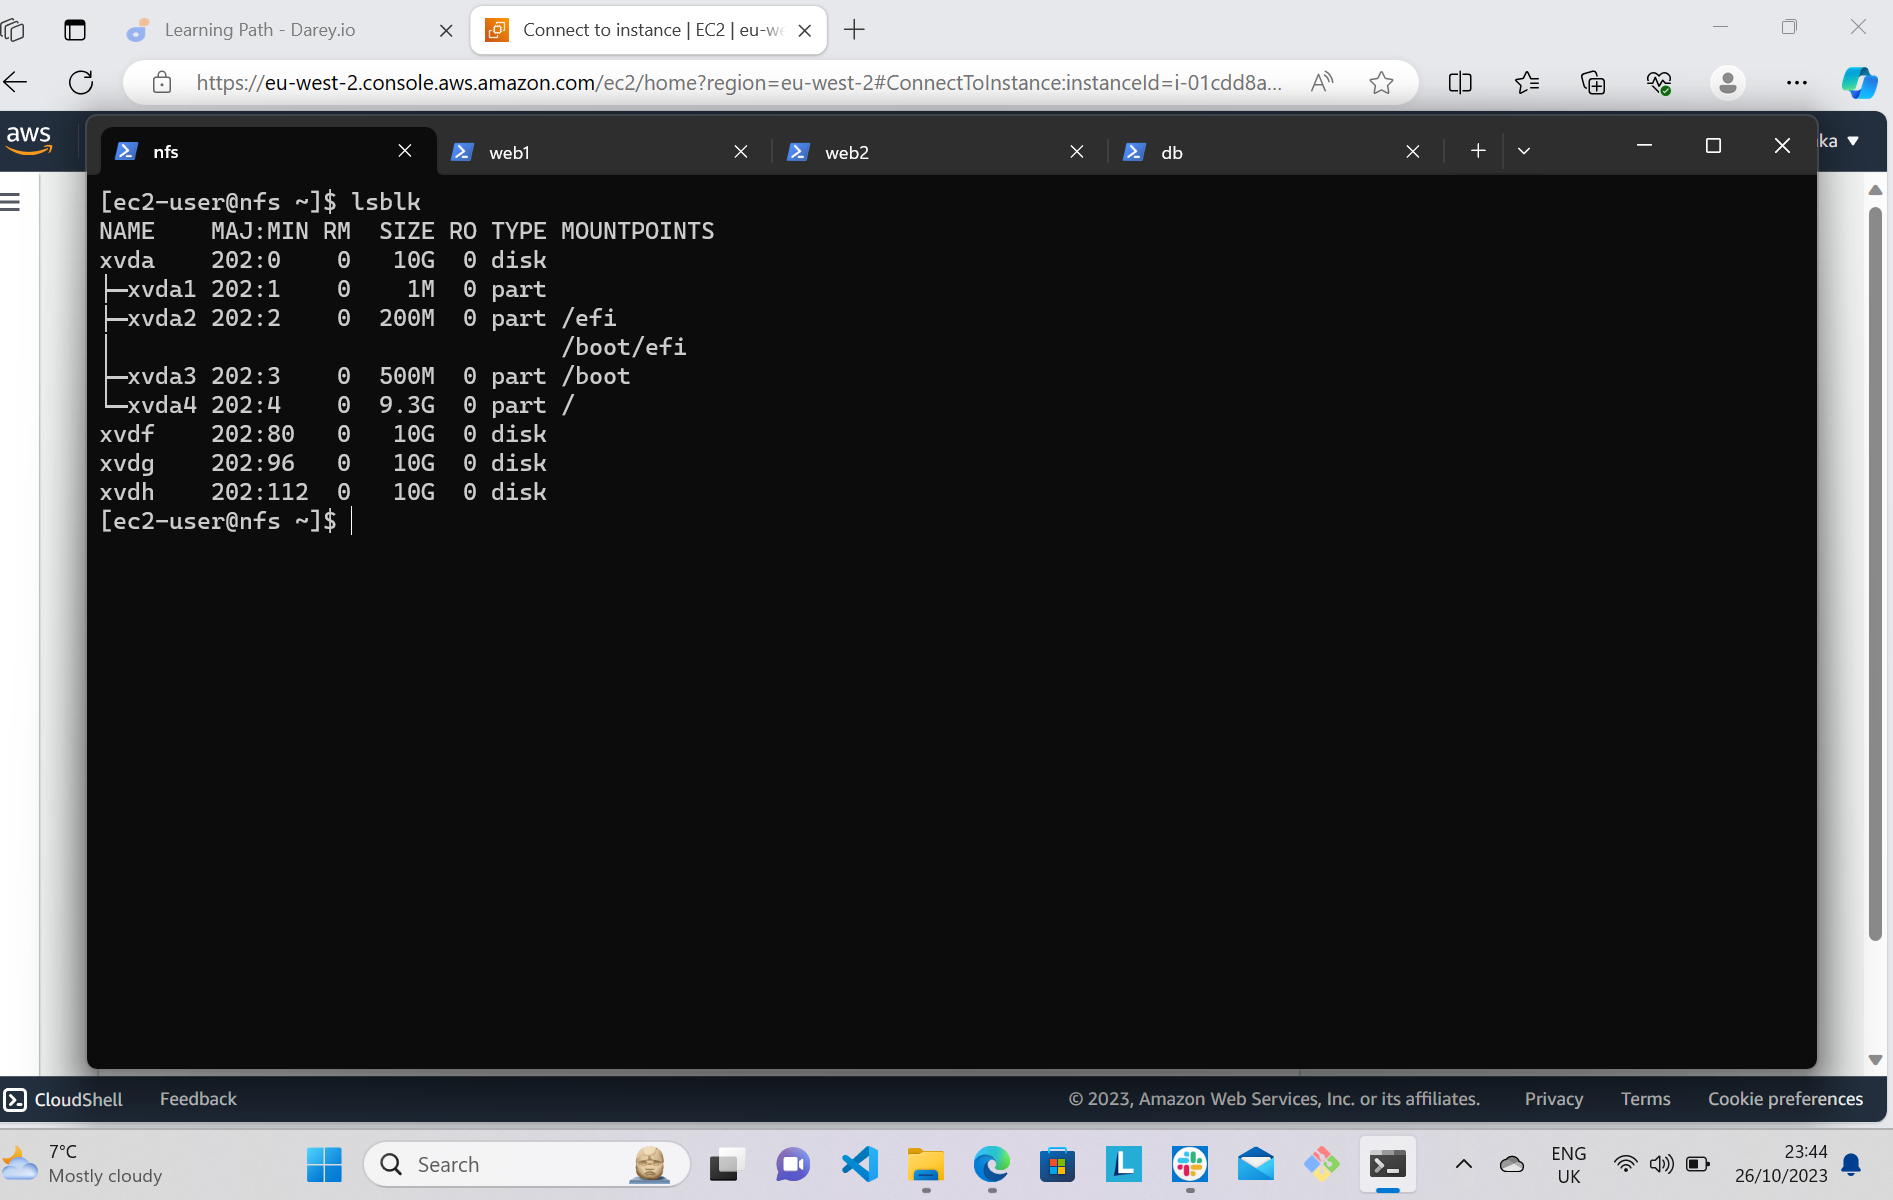 Learning Path - Darey.io
Connect to instance | EC2 | eu-we
https://eu-west-2.console.aws.amazon.com/ec2/home?region=eu-west-2#ConnectToInstance:instanceId=i-01cdd8a...
aws
nfs
web1
web2
db
ka
[ec2-user@nfs ~]$ lsblk
NAME    MAJ:MIN RM  SIZE RO TYPE MOUNTPOINTS
xvda    202:0    0   10G  0 disk
├─xvda1 202:1    0    1M  0 part
├─xvda2 202:2    0  200M  0 part /efi
│                                /boot/efi
├─xvda3 202:3    0  500M  0 part /boot
└─xvda4 202:4    0  9.3G  0 part /
xvdf    202:80   0   10G  0 disk
xvdg    202:96   0   10G  0 disk
xvdh    202:112  0   10G  0 disk
[ec2-user@nfs ~]$
CloudShell
Feedback
© 2023, Amazon Web Services, Inc. or its affiliates.
Privacy
Terms
Cookie preferences
7°C
Mostly cloudy
Search
ENG
UK
23:44
26/10/2023